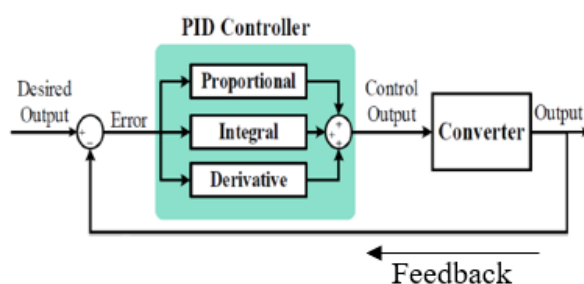 PID Controller
Desired
Output
+
−
Error
Proportional
Integral
Derivative
+
+
+
Control
Output
Converter
Output
Feedback